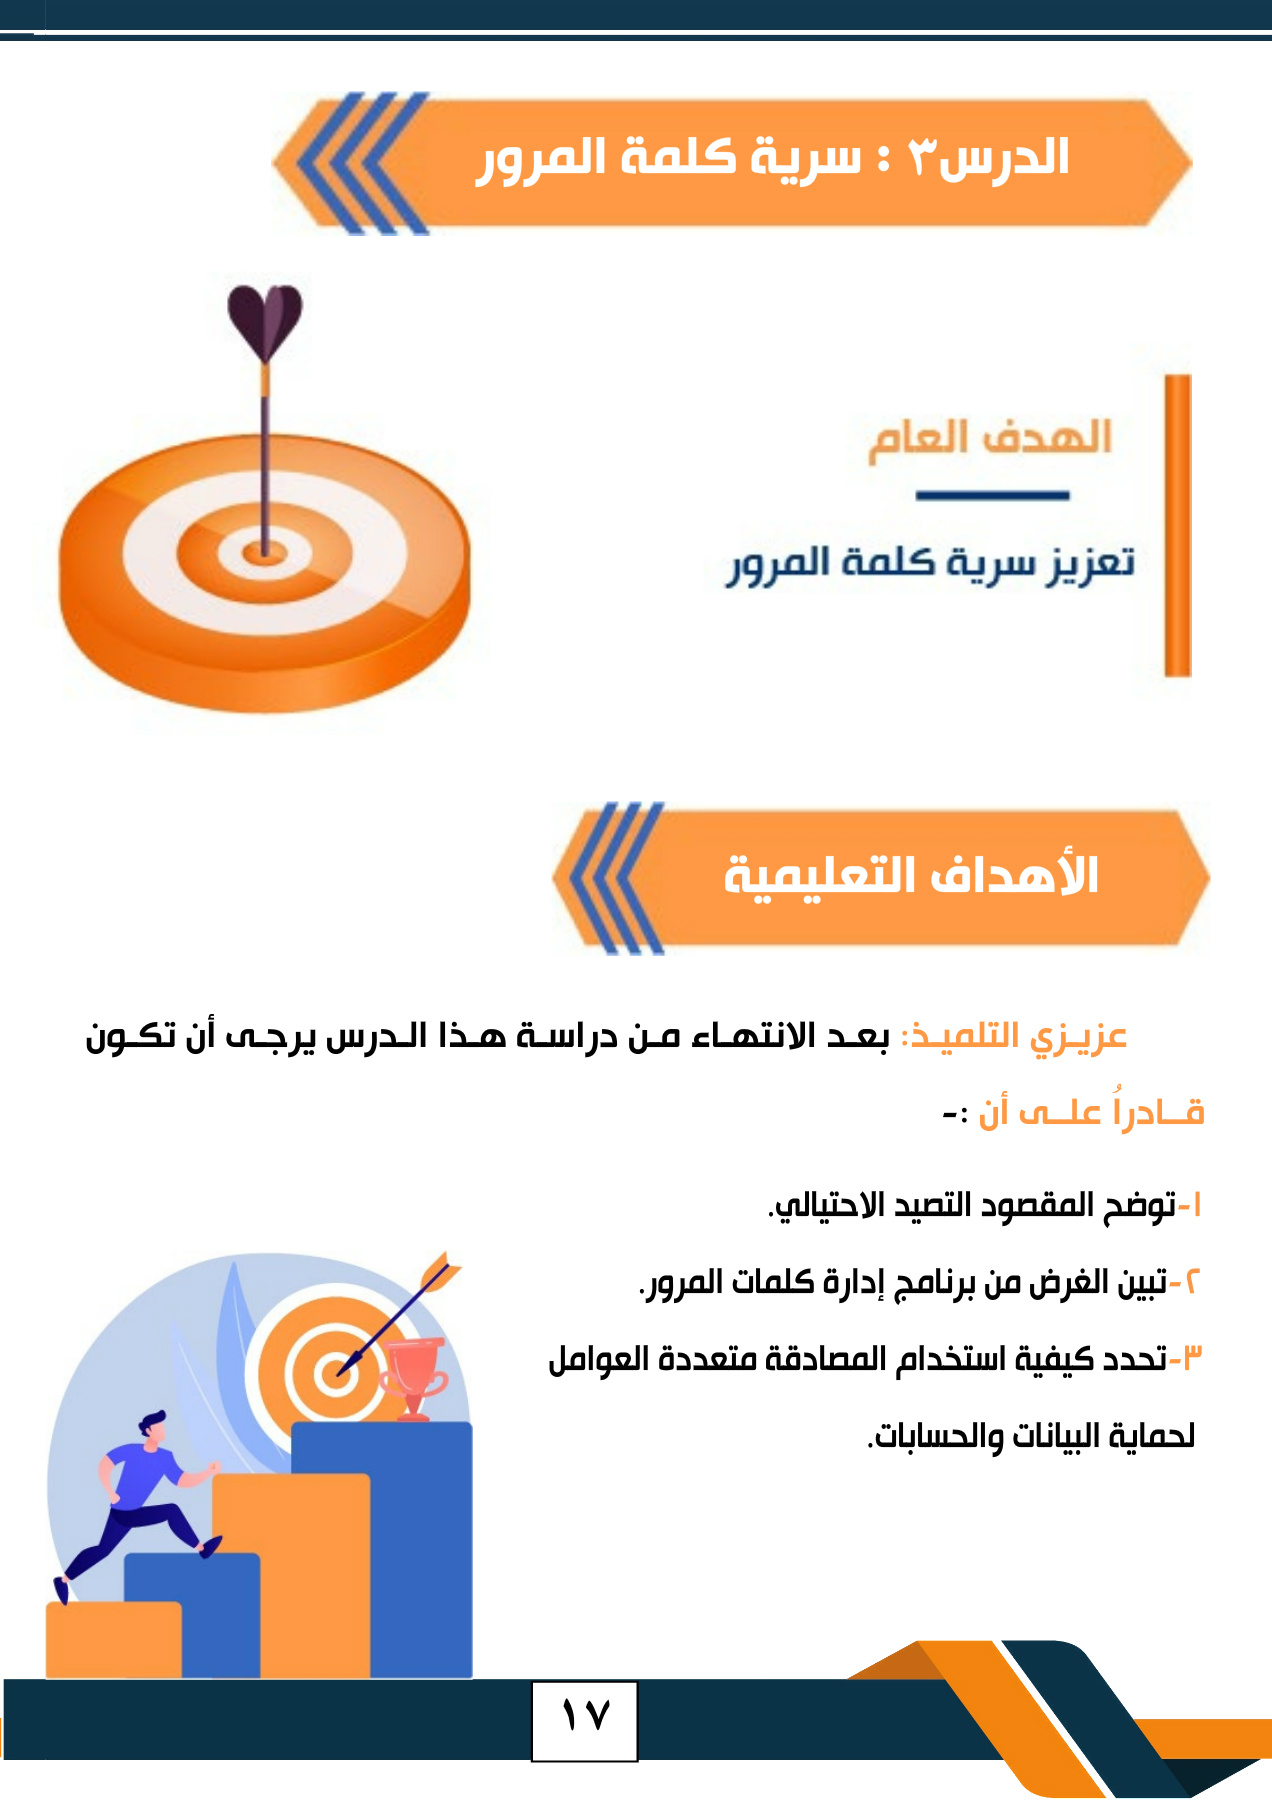 الدرس٣ : سرية كلمة المرور
الهدف العام
تعزيز سرية كلمة المرور
الأهداف التعليمية
عزيـزي التلميـذ: بعـد الانتهـاء مـن دراسـة هـذا الـدرس يرجـى أن تكـون
قــادراُ علــى أن :-
١-توضح المقصود التصيد الاحتيالي.
٢-تبين الغرض من برنامج إدارة كلمات المرور.
٣-تحدد كيفية استخدام المصادقة متعددة العوامل
لحماية البيانات والحسابات.
١٧